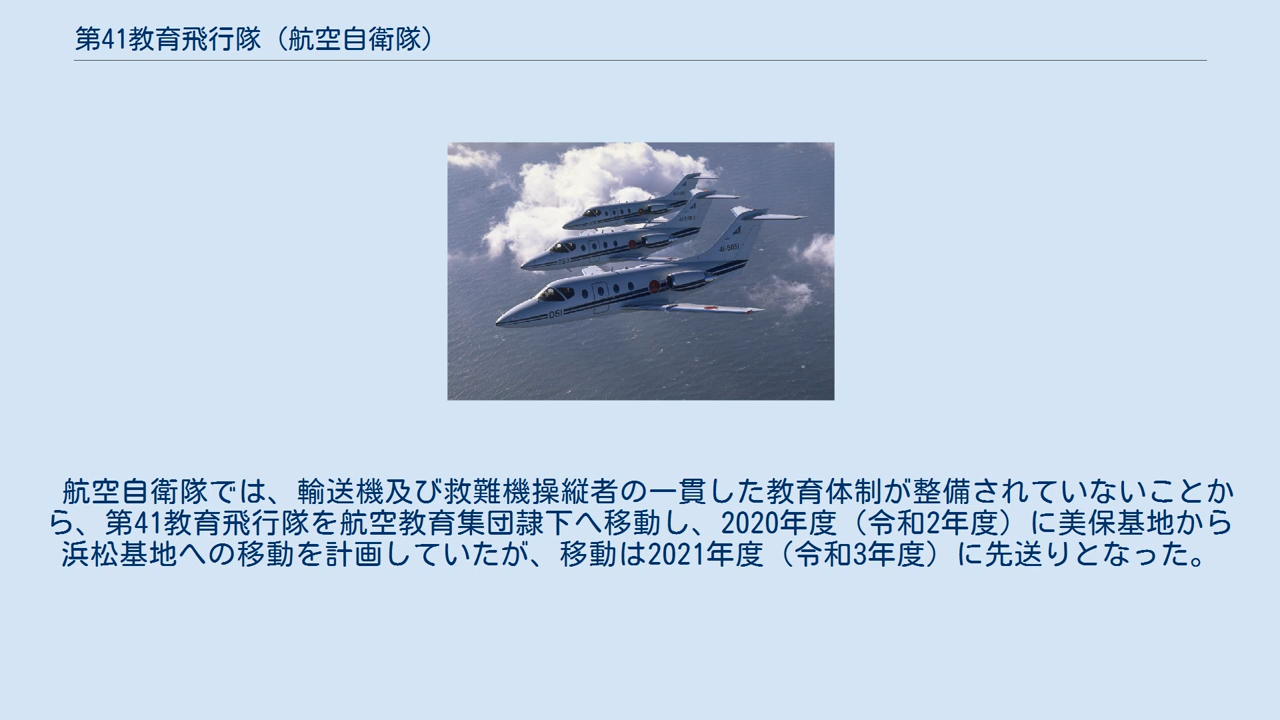 第41教育飛行隊（航空自衛隊）
41-5051
051
航空自衛隊では、輸送機及び救難機操縦者の一貫した教育体制が整備されていないことか
ら、第41教育飛行隊を航空教育集団隷下へ移動し、2020年度（令和2年度）に美保基地から
浜松基地への移動を計画していたが、移動は2021年度（令和3年度）に先送りとなった。